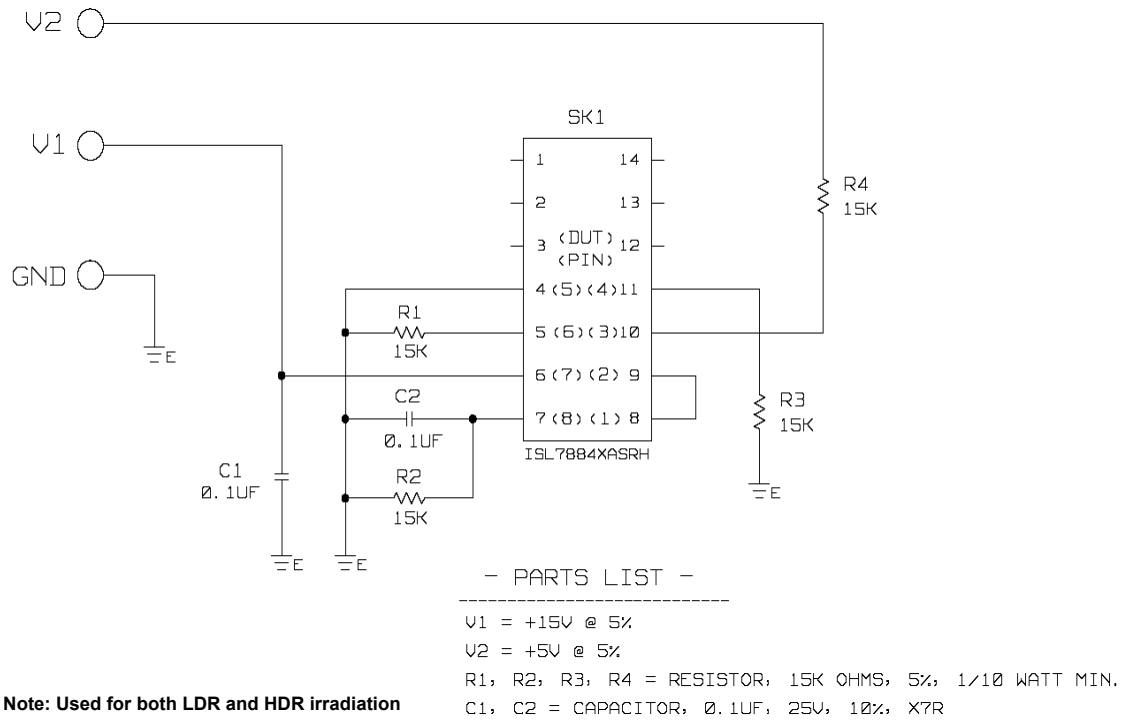 V2
V1
GND
E
SK1
1 14
2 13
3 (DUT) 12
(PIN)
4 (5) (4) 11
5 (6) (3) 10
6 (7) (2) 9
7 (8) (1) 8
ISL7884XASRH
R4
15K
R1
15K
C2
0.1UF
R3
15K
E
C1
0.1UF
R2
15K
E
E
- PARTS LIST -
V1 = +15V @ 5%
V2 = +5V @ 5%
R1, R2, R3, R4 = RESISTOR, 15K OHMS, 5%, 1/10 WATT MIN.
C1, C2 = CAPACITOR, 0.1UF, 25V, 10%, X7R
Note: Used for both LDR and HDR irradiation